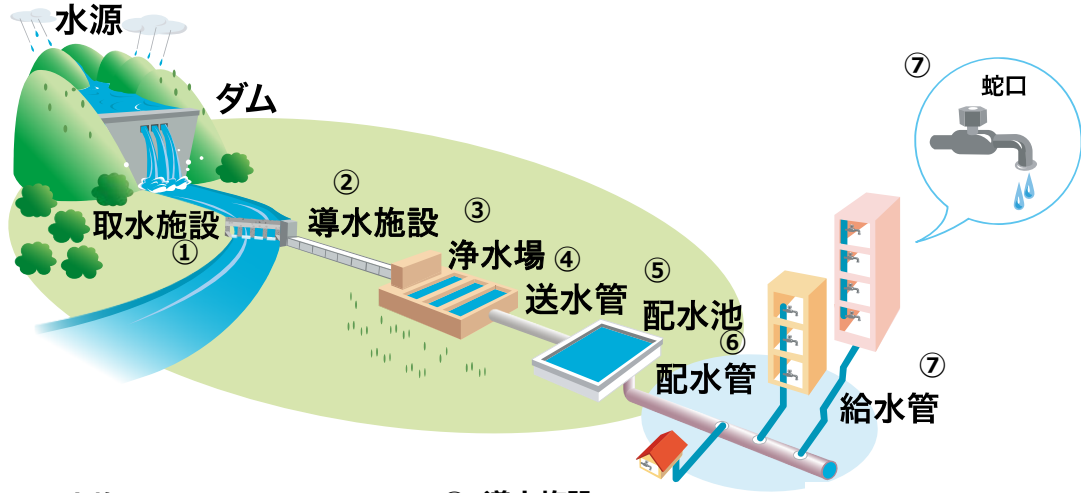 水源
ダム
取水施設
①
②
導水施設
③
浄水場
④
送水管
⑤
配水池
⑥
配水管
⑦
給水管
⑦
蛇口